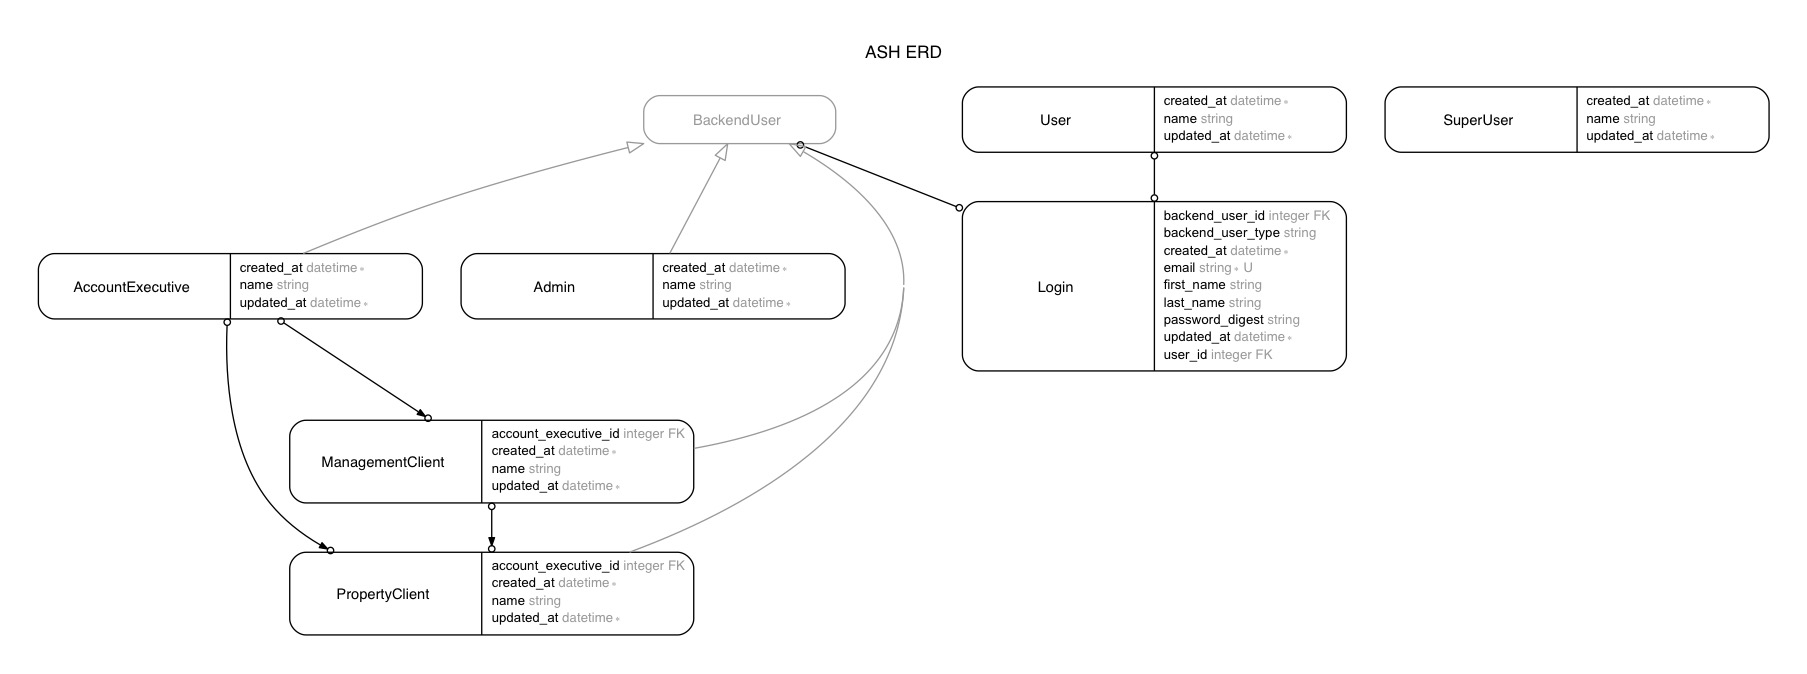 ASH ERD
BackendUser
User
created_at datetime *
name string
updated_at datetime *
SuperUser
created_at datetime *
name string
updated_at datetime *
AccountExecutive
created_at datetime *
name string
updated_at datetime *
Admin
created_at datetime *
name string
updated_at datetime *
Login
backend_user_id integer FK
backend_user_type string
created_at datetime *
email string * U
first_name string
last_name string
password_digest string
updated_at datetime *
user_id integer FK
ManagementClient
account_executive_id integer FK
created_at datetime *
name string
updated_at datetime *
PropertyClient
account_executive_id integer FK
created_at datetime *
name string
updated_at datetime *